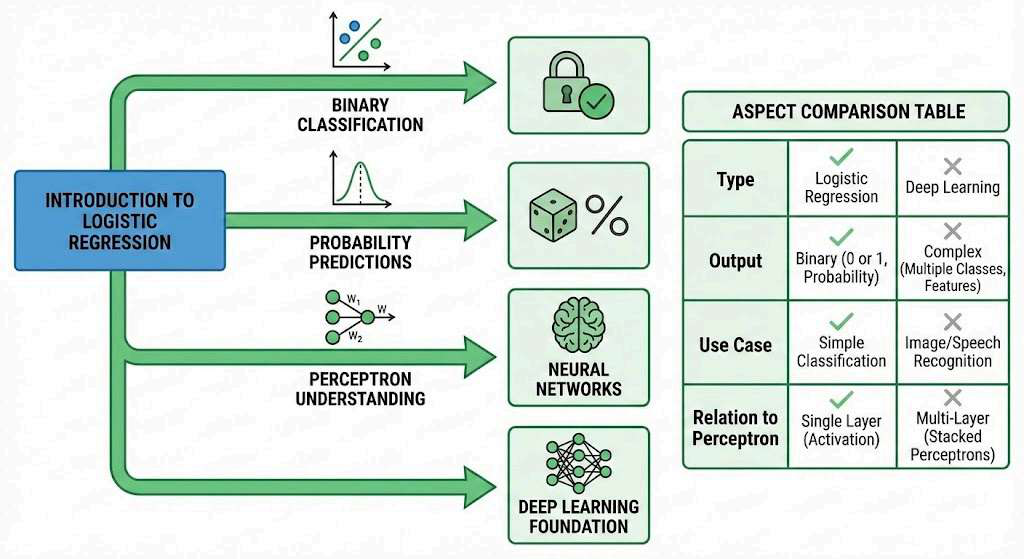 INTRODUCTION TO
LOGISTIC
REGRESSION
BINARY
CLASSIFICATION
PROBABILITY
PREDICTIONS
%
W₁
W
W₂
PERCEPTRON
UNDERSTANDING
NEURAL
NETWORKS
DEEP LEARNING
FOUNDATION
ASPECT COMPARISON TABLE
Type
Logistic
Regression
Deep Learning
Output
Binary (0 or 1,
Probability)
Complex
(Multiple Classes,
Features)
Use Case
Simple
Classification
Image/Speech
Recognition
Relation to
Perceptron
Single Layer
(Activation)
Multi-Layer
(Stacked
Perceptrons)